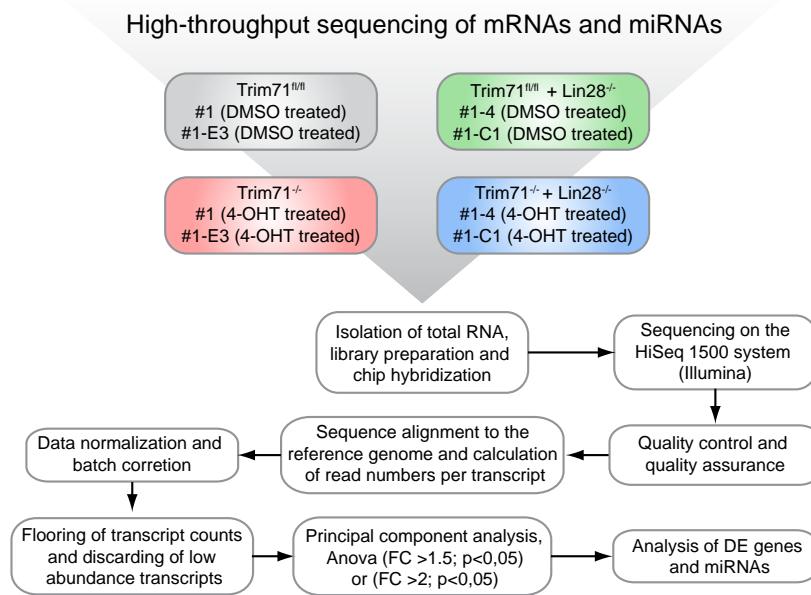 High-throughput sequencing of mRNAs and miRNAs
Trim71fl/fl
#1 (DMSO treated)
#1-E3 (DMSO treated)
Trim71fl/fl + Lin28-/-
#1-4 (DMSO treated)
#1-C1 (DMSO treated)
Trim71-/-
#1 (4-OHT treated)
#1-E3 (4-OHT treated)
Trim71-/- + Lin28-/-
#1-4 (4-OHT treated)
#1-C1 (4-OHT treated)
Isolation of total RNA,
library preparation and
chip hybridization
Sequencing on the
HiSeq 1500 system
(Illumina)
Quality control and
quality assurance
Sequence alignment to the
reference genome and calculation
of read numbers per transcript
Data normalization and
batch corretion
Flooring of transcript counts
and discarding of low
abundance transcripts
Principal component analysis,
Anova (FC >1.5; p<0,05)
or (FC >2; p<0,05)
Analysis of DE genes
and miRNAs